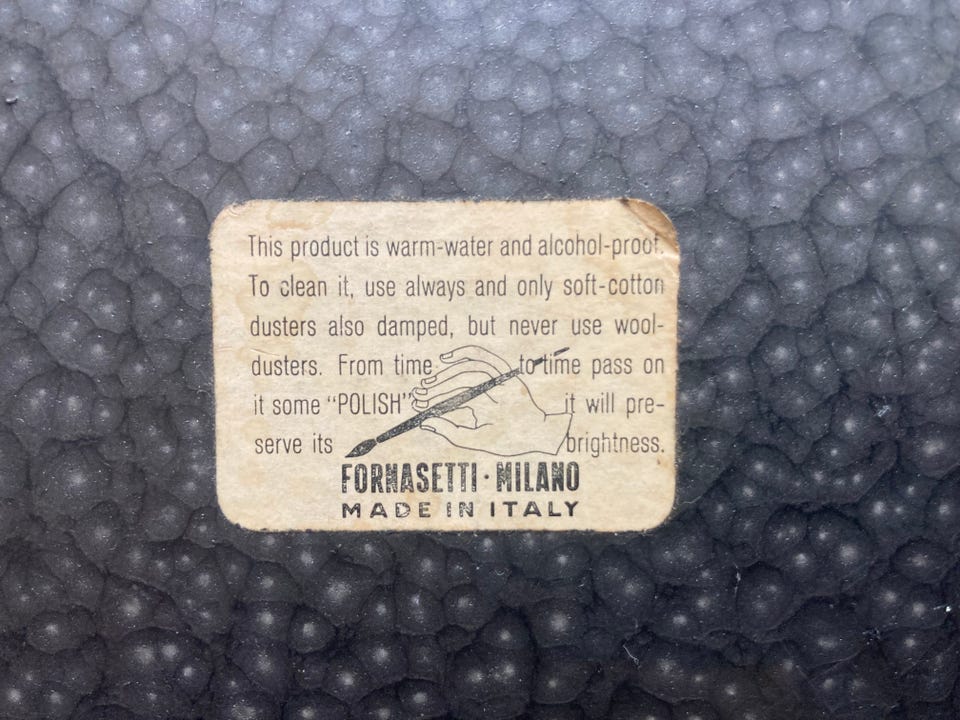 This product is warm-water and alcohol-proof.
To clean it, use always and only soft-cotton
dusters also damped, but never use wool-
dusters. From time to time pass on
it some “POLISH” it will pre-
serve its brightness.
FORNASETTI · MILANO
MADE IN ITALY